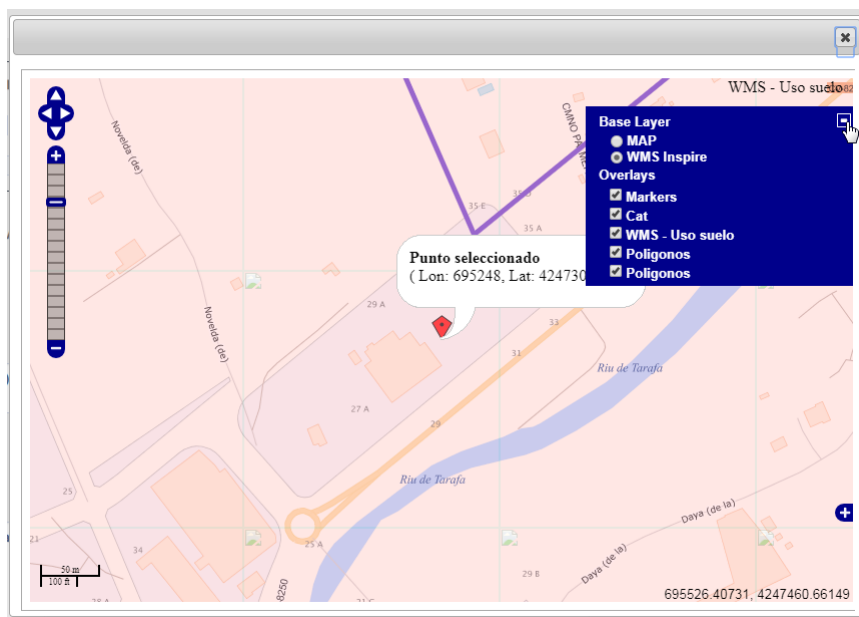 WMS - Uso suelo
Base Layer
MAP
WMS Inspire
Overlays
Markers
Cat
WMS - Uso suelo
Poligonos
Poligonos
Novelda (de)
35 E
35 A
Punto seleccionado
( Lon: 695248, Lat: 424730
29 A
Novelda (de)
33
31
Riu de Tarafa
27 A
29
Riu de Tarafa
25
Daya (de la)
21
34
25 A
Daya (de la)
29 B
50 m
100 ft
8250
695526.40731, 4247460.66149